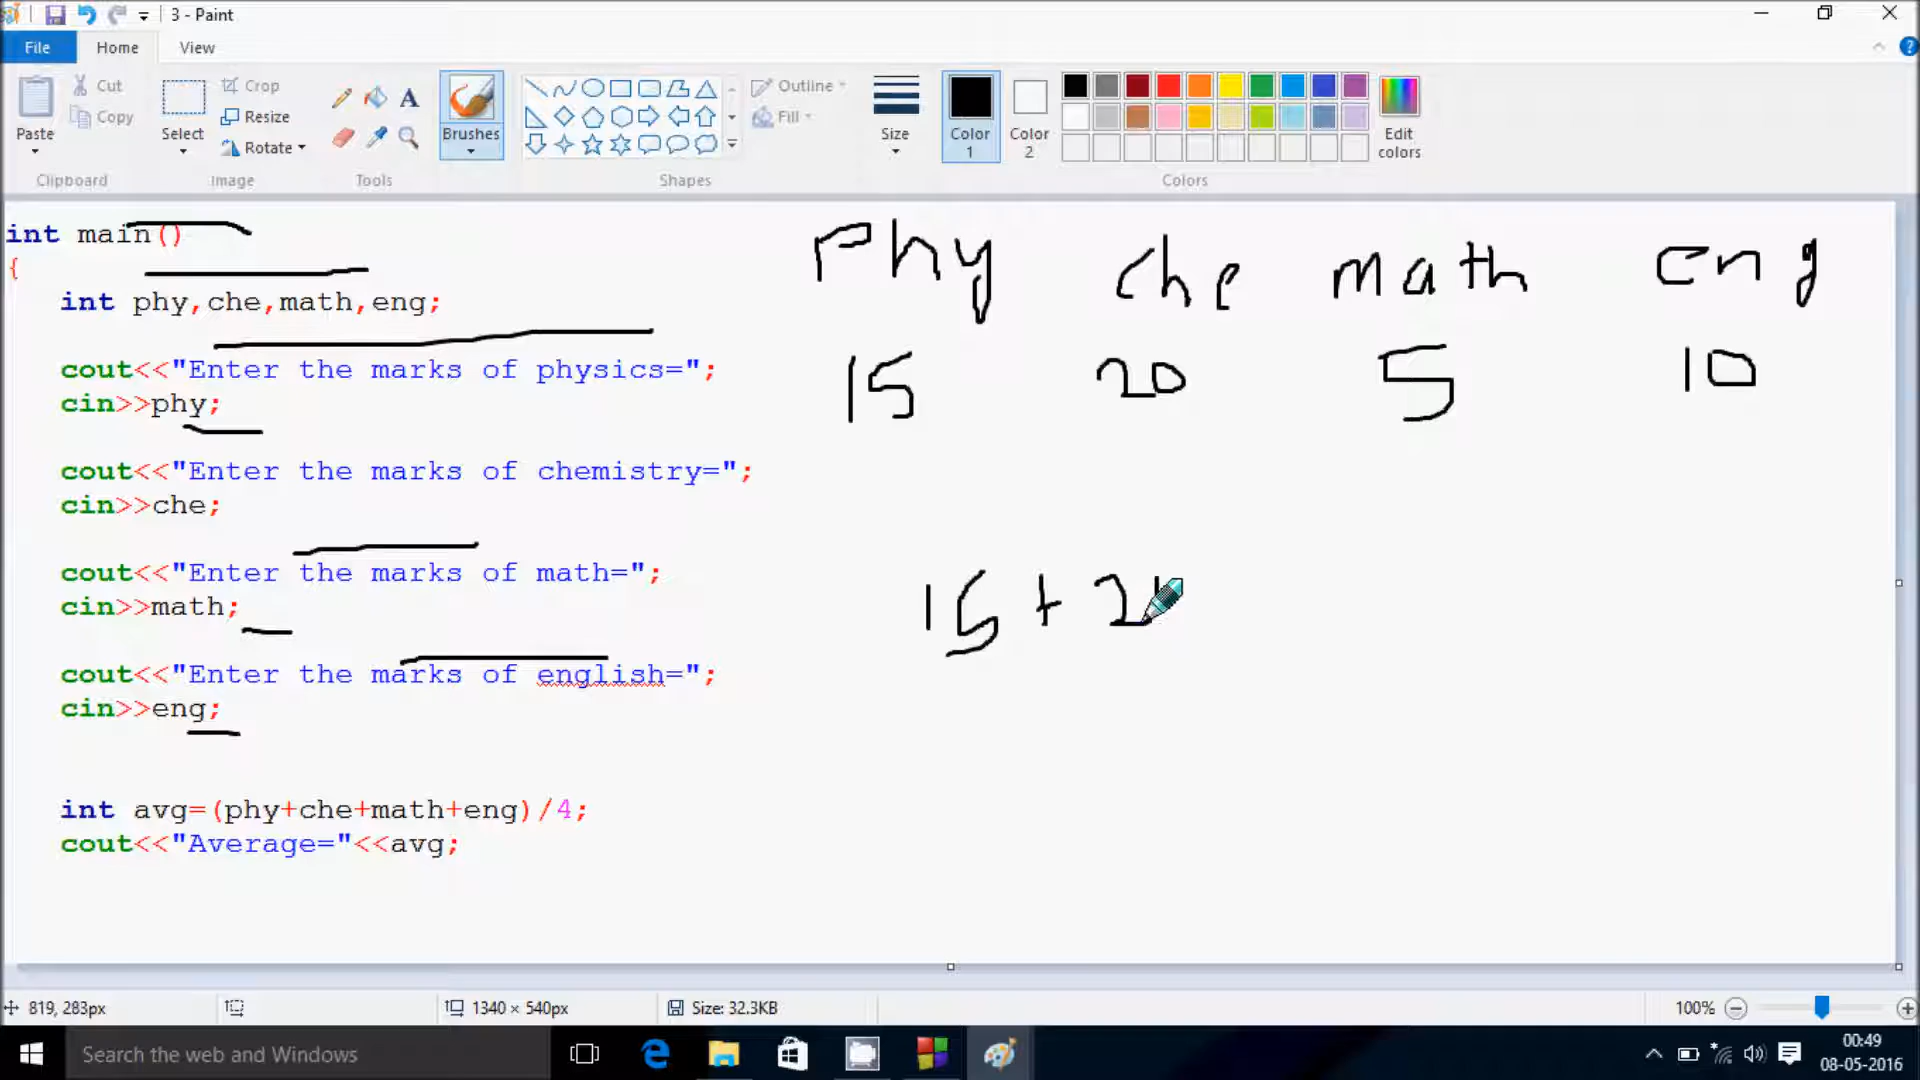 3 - Paint
File Home View
Paste
Cut
Copy
Clipboard
Select
Crop
Resize
Rotate
Image
Tools
Brushes
Outline
Fill
Shapes
Size
Color 1
Color 2
Edit colors
Colors
int main()
{
int phy,che,math,eng;
cout<<"Enter the marks of physics=";
cin>>phy;
cout<<"Enter the marks of chemistry=";
cin>>che;
cout<<"Enter the marks of math=";
cin>>math;
cout<<"Enter the marks of english=";
cin>>eng;
int avg=(phy+che+math+eng)/4;
cout<<"Average="<<avg;
Phy che math eng
15 20 5 10
15 + 2
819, 283px
1340 × 540px
Size: 32.3KB
100%
Search the web and Windows
00:49
08-05-2016